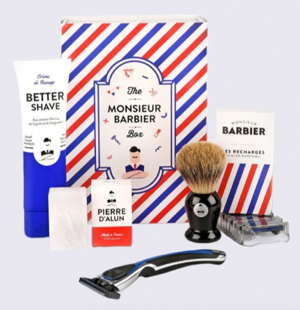 Crème
de Rasage
BETTER
SHAVE
The
MONSIEUR
BARBIER
Box
MONSIEUR
BARBIER
LES RECHARGES
PIERRE
D'ALUN
Made in France